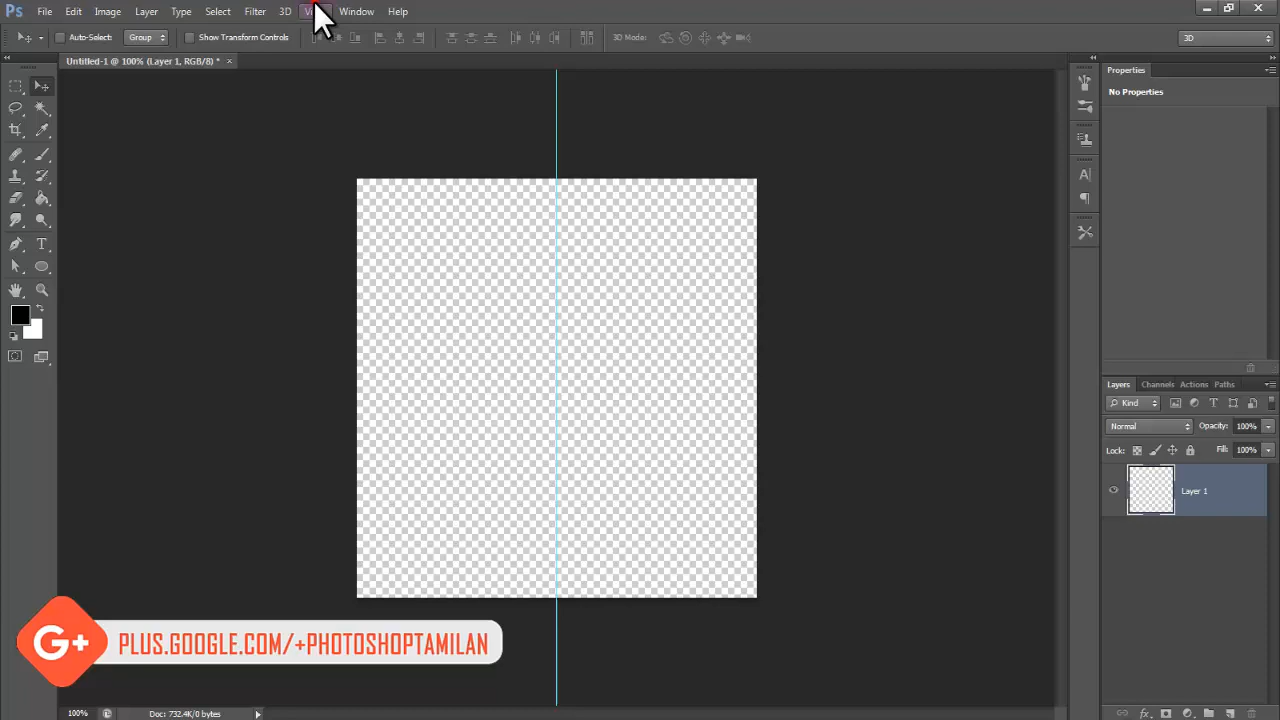 Ps File Edit Image Layer Type Select Filter 3D Window Help
Auto-Select: Group Show Transform Controls 3D Mode: 3D
Untitled-1 @ 100% (Layer 1, RGB/8) * ×
Properties
No Properties
Layers Channels Actions Paths
Kind
Normal Opacity: 100%
Lock: Fill: 100%
Layer 1
G+ PLUS.GOOGLE.COM/+PHOTOSHOPTAMILAN
100% Doc: 732.4K/0 bytes